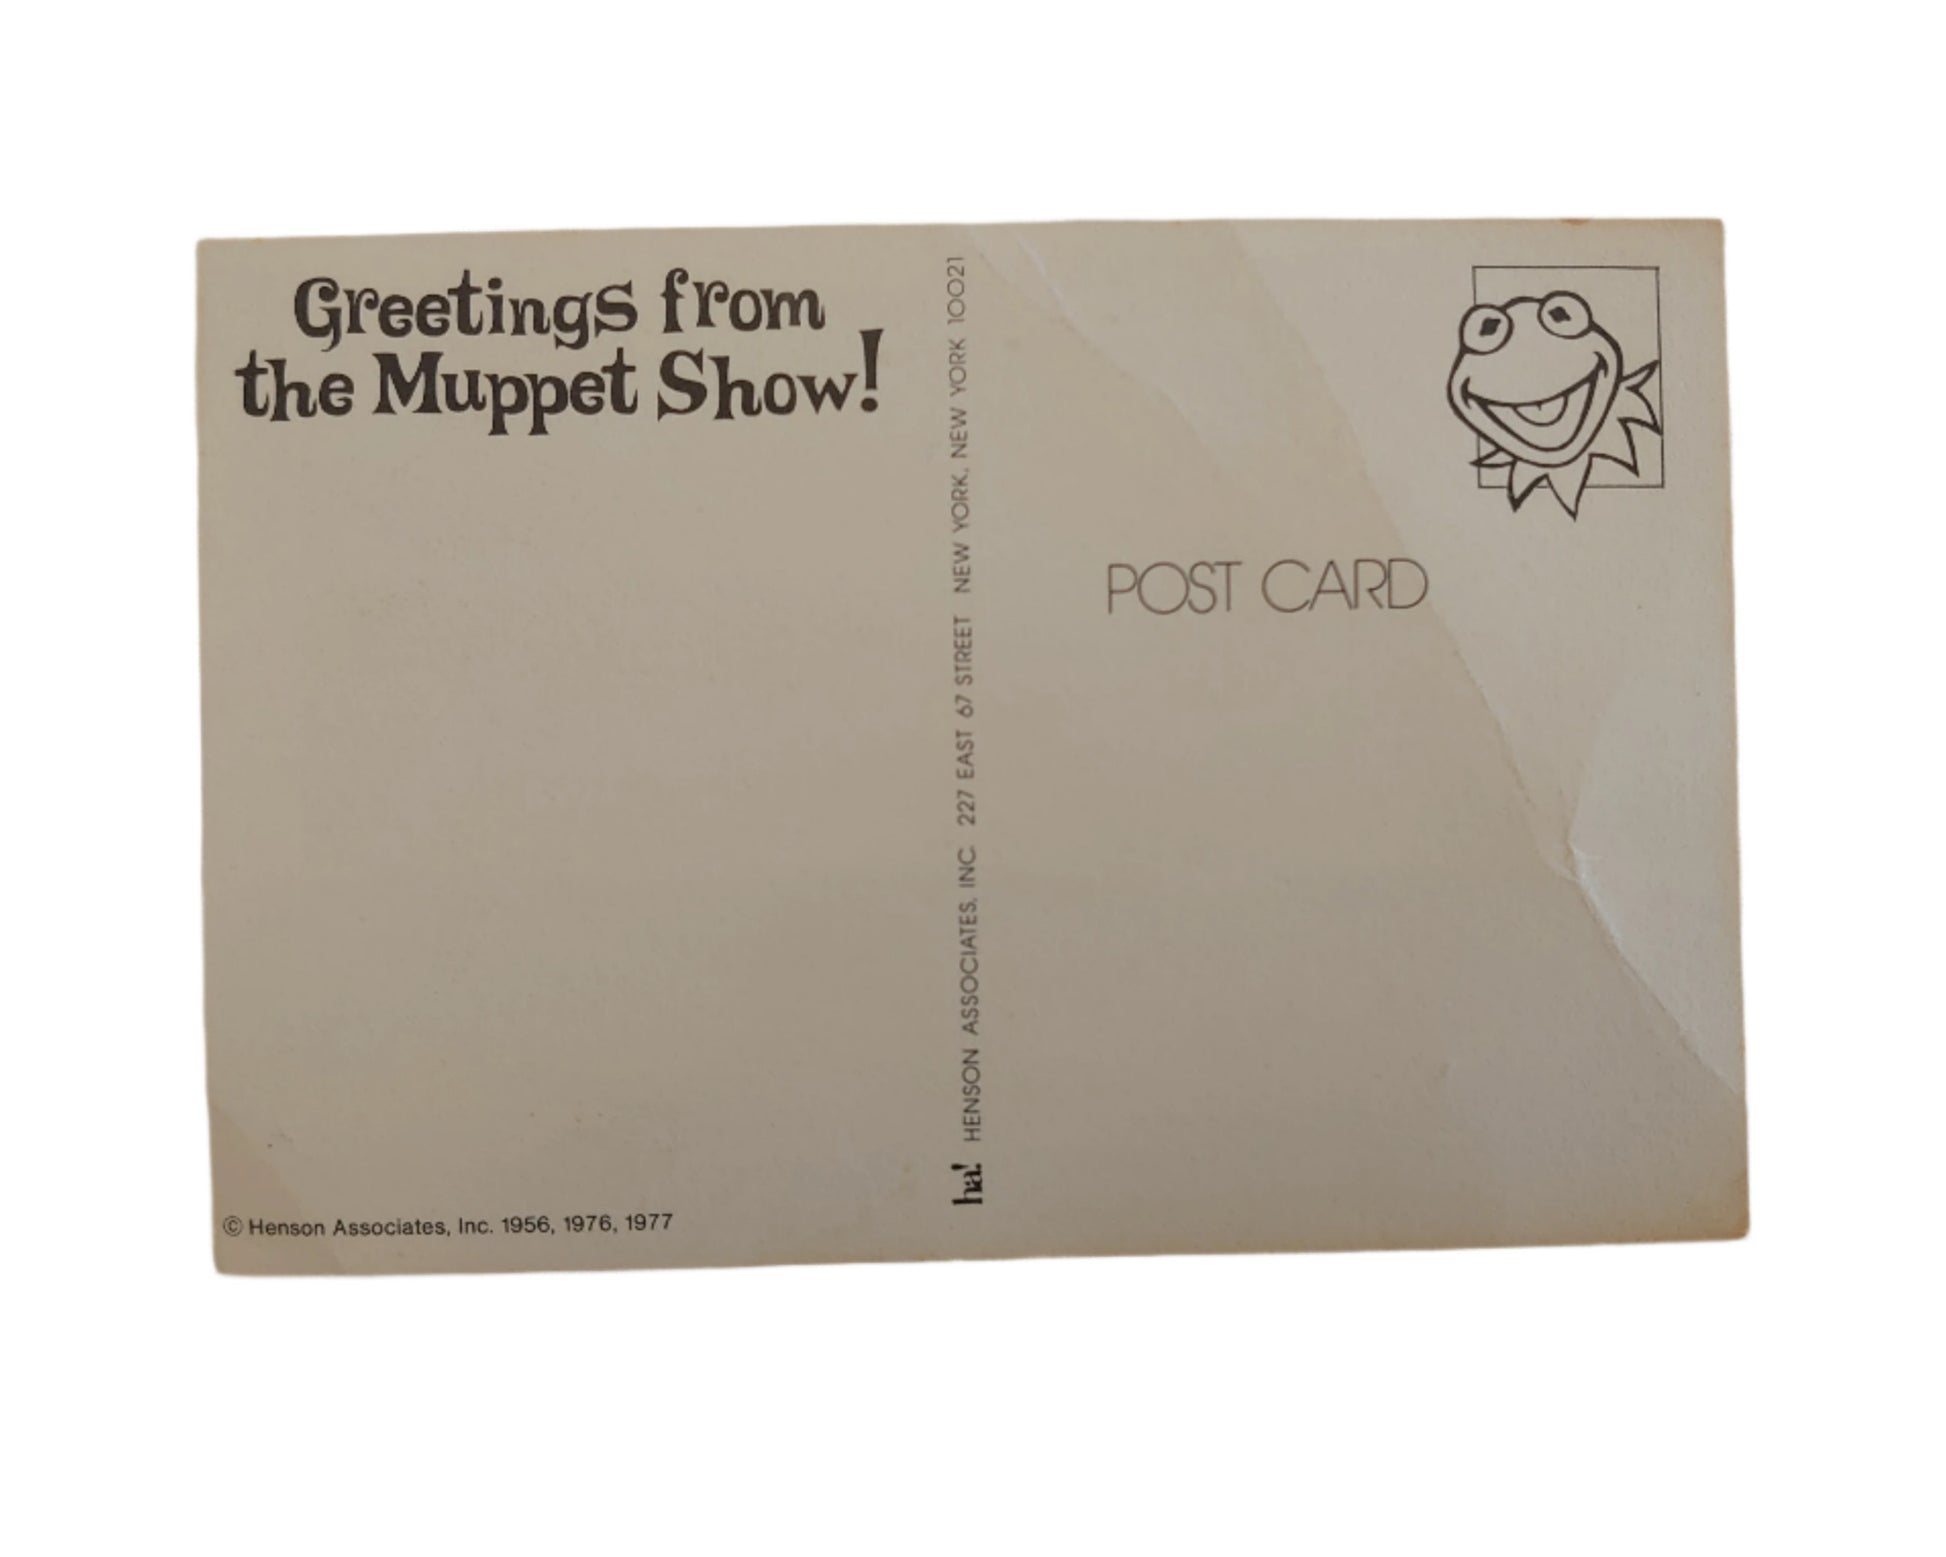 Greetings from
the Muppet Show!
© Henson Associates, Inc. 1956, 1976, 1977
ha! HENSON ASSOCIATES, INC. 227 EAST 67 STREET NEW YORK, NEW YORK 10021
POST CARD